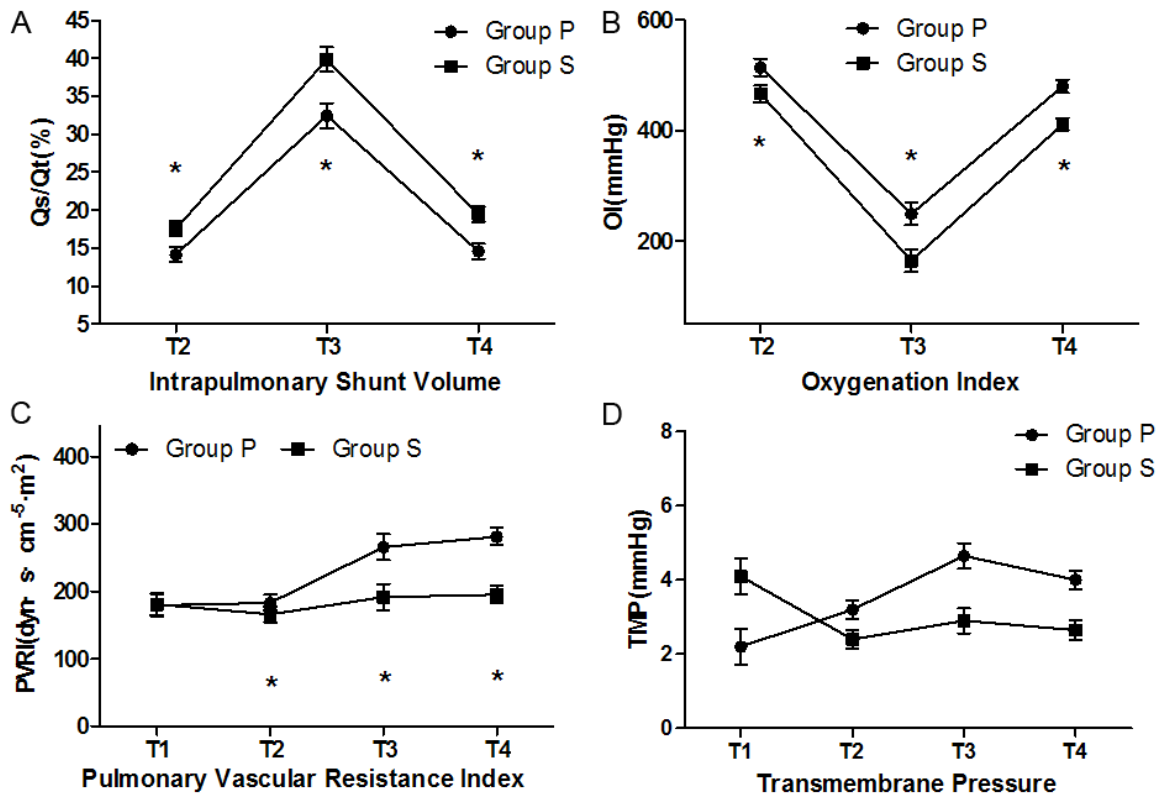 A
Group P
Group S
Qs/Qt(%)
45
40
35
30
25
20
15
10
5
*
*
*
T2
T3
T4
Intrapulmonary Shunt Volume
B
Group P
Group S
OI(mmHg)
600
400
200
*
*
*
T2
T3
T4
Oxygenation Index
C
Group P
Group S
PVRI(dyn· s· cm⁻⁵·m²)
400
300
200
100
0
*
*
*
T1
T2
T3
T4
Pulmonary Vascular Resistance Index
D
Group P
Group S
TMP(mmHg)
8
6
4
2
0
T1
T2
T3
T4
Transmembrane Pressure